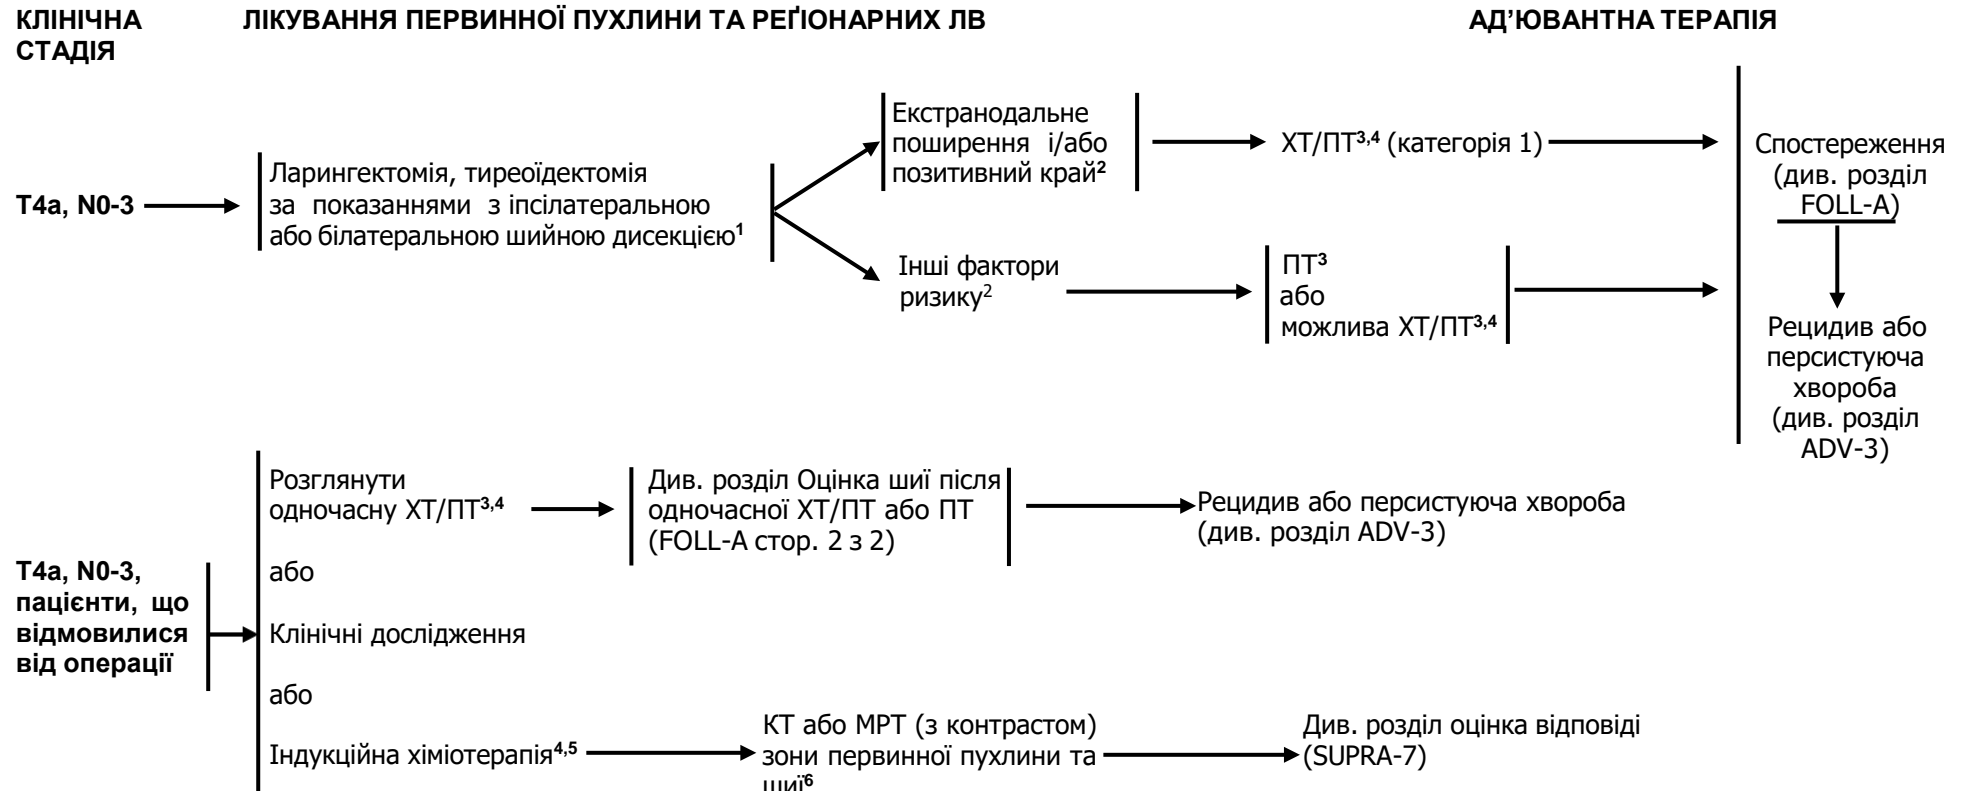 КЛІНІЧНА
СТАДІЯ
ЛІКУВАННЯ ПЕРВИННОЇ ПУХЛИНИ ТА РЕҐІОНАРНИХ ЛВ
АД’ЮВАНТНА ТЕРАПІЯ
T4a, N0-3
Ларингектомія, тиреоїдектомія
за показаннями з іпсілатеральною
або білатеральною шийною дисекцією¹
Екстранодальне
поширення і/або
позитивний край²
ХТ/ПТ³,⁴ (категорія 1)
Інші фактори
ризику²
ПТ³
або
можлива ХТ/ПТ³,⁴
Спостереження
(див. розділ
FOLL-A)
Рецидив або
персистуюча
хвороба
(див. розділ
ADV-3)
T4a, N0-3,
пацієнти, що
відмовилися
від операції
Розглянути
одночасну ХТ/ПТ³,⁴
або
Клінічні дослідження
або
Індукційна хіміотерапія⁴,⁵
Див. розділ Оцінка шиї після
одночасної ХТ/ПТ або ПТ
(FOLL-A стор. 2 з 2)
Рецидив або персистуюча хвороба
(див. розділ ADV-3)
КТ або МРТ (з контрастом)
зони первинної пухлини та
шиї⁶
Див. розділ оцінка відповіді
(SUPRA-7)